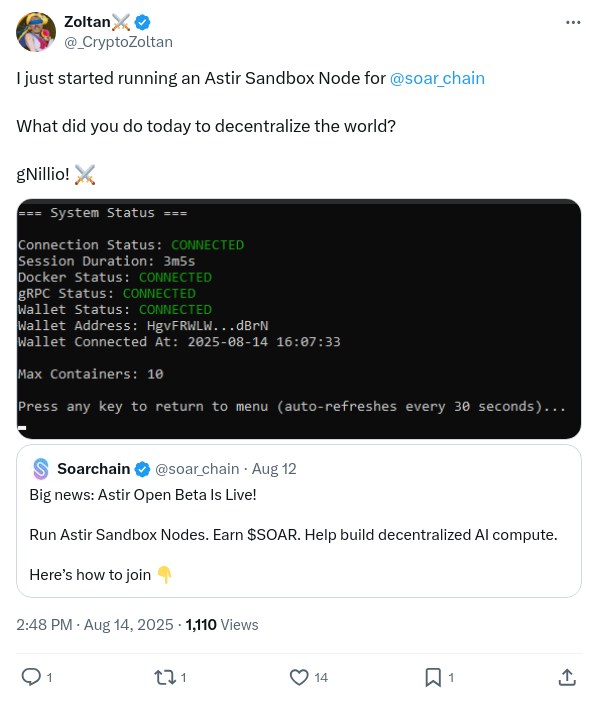 Zoltan⚔️
@_CryptoZoltan
I just started running an Astir Sandbox Node for @soar_chain
What did you do today to decentralize the world?
gNillio! ⚔️
=== System Status ===
Connection Status: CONNECTED
Session Duration: 3m5s
Docker Status: CONNECTED
gRPC Status: CONNECTED
Wallet Status: CONNECTED
Wallet Address: HgvFRWLW...dBrN
Wallet Connected At: 2025-08-14 16:07:33
Max Containers: 10
Press any key to return to menu (auto-refreshes every 30 seconds)...
Soarchain @soar_chain · Aug 12
Big news: Astir Open Beta Is Live!
Run Astir Sandbox Nodes. Earn $SOAR. Help build decentralized AI compute.
Here’s how to join 👇
2:48 PM · Aug 14, 2025 · 1,110 Views
1 1 14 1